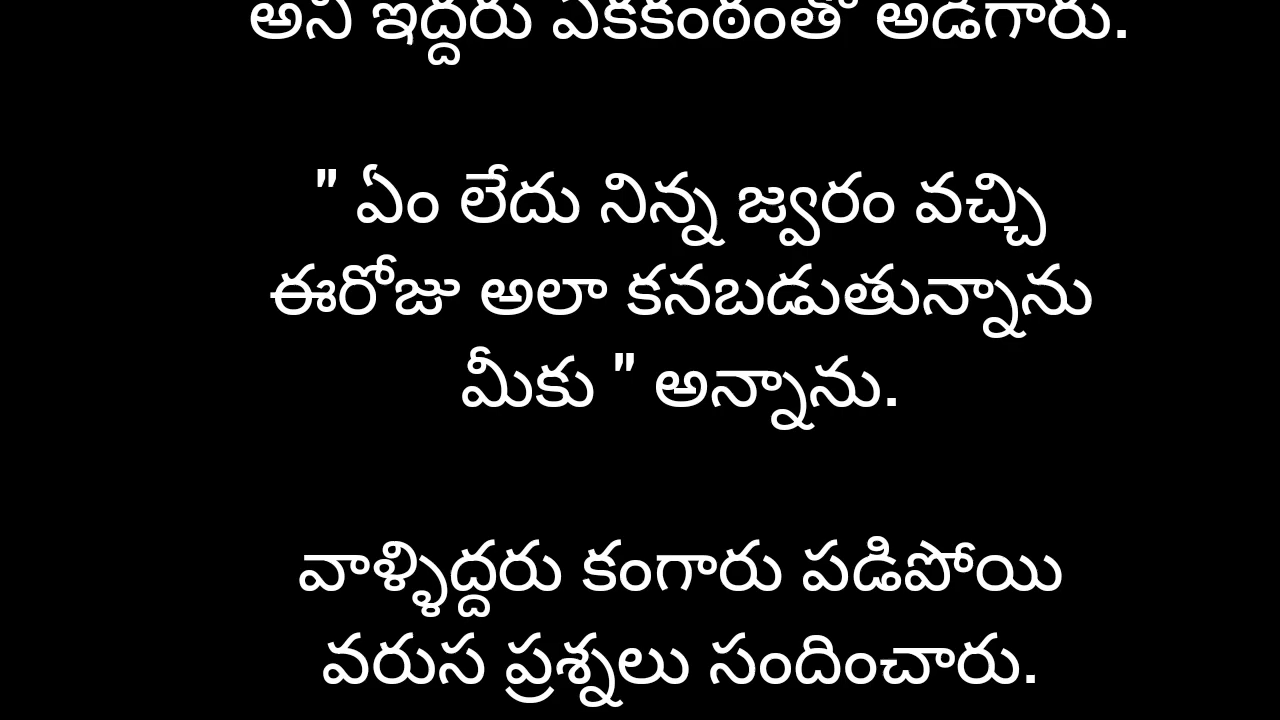 అని ఇద్దరు ఏకకంఠంతో అడిగారు.
" ఏం లేదు నిన్న జ్వరం వచ్చి
ఈరోజు అలా కనబడుతున్నాను
మీకు " అన్నాను.
వాళ్ళిద్దరు కంగారు పడిపోయి
వరుస ప్రశ్నలు సందించారు.